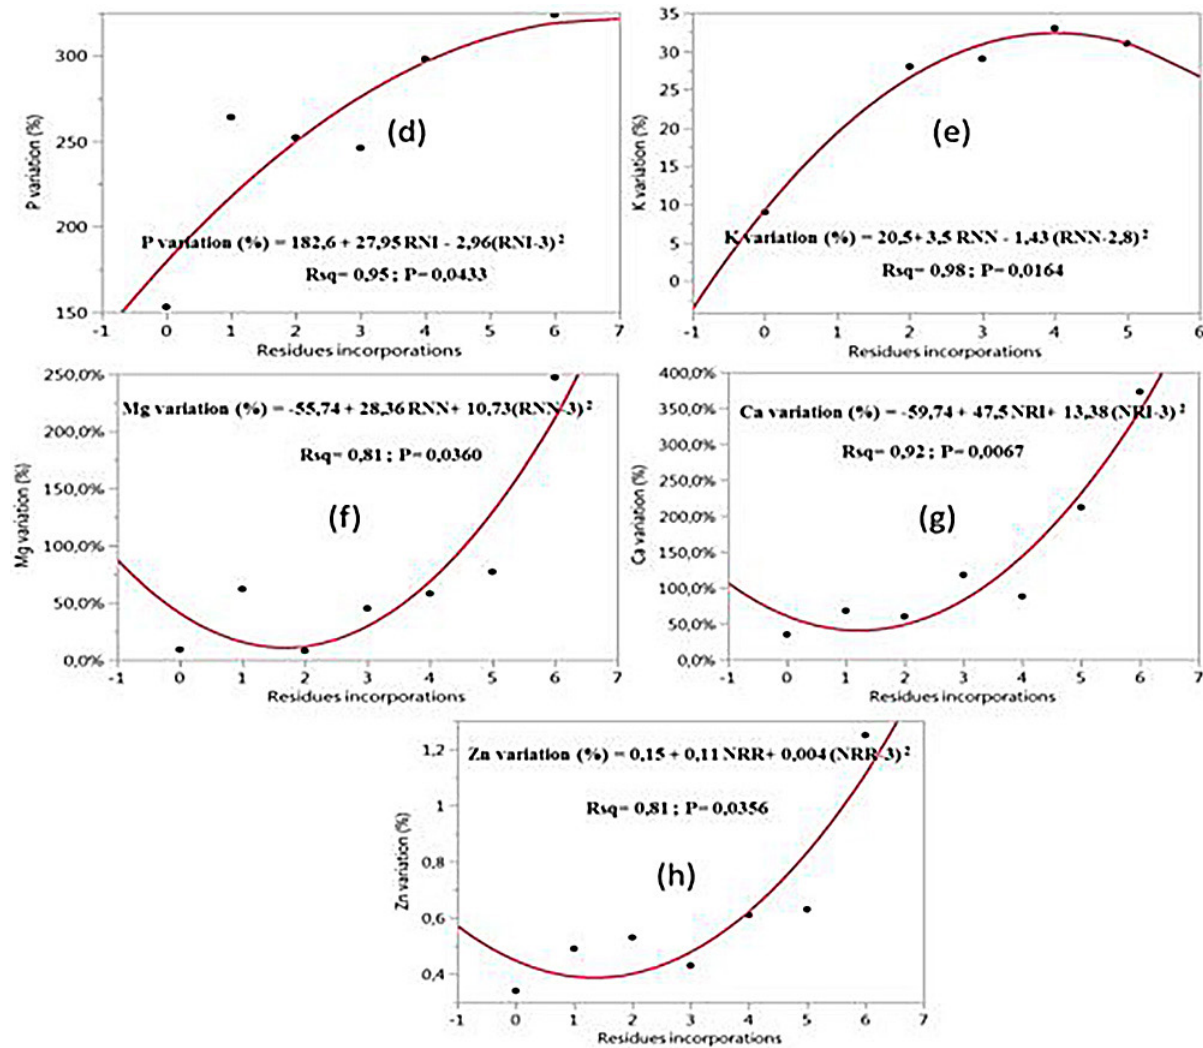 300
250
200
150
P variation (%)
(d)
P variation (%) = 182,6 + 27,95 RNI - 2,96(RNI-3)²
Rsq= 0,95 ; P= 0,0433
-1 0 1 2 3 4 5 6 7
Residues incorporations
35
30
25
20
15
10
5
0
K variation (%)
(e)
K variation (%) = 20,5+ 3,5 RNN - 1,43 (RNN-2,8)²
Rsq= 0,98 ; P= 0,0164
-1 0 1 2 3 4 5 6
Residues incorporations
250,0%
200,0%
150,0%
100,0%
50,0%
0,0%
Mg variation (%)
Mg variation (%) = -55,74 + 28,36 RNN+ 10,73(RNN-3)²
Rsq= 0,81 ; P= 0,0360
(f)
-1 0 1 2 3 4 5 6 7
Residues incorporations
400,0%
350,0%
300,0%
250,0%
200,0%
150,0%
100,0%
50,0%
0,0%
Ca variation (%)
Ca variation (%) = -59,74 + 47,5 NRI+ 13,38 (NRI-3)²
Rsq= 0,92 ; P= 0,0067
(g)
-1 0 1 2 3 4 5 6 7
Residues incorporations
1,2
1
0,8
0,6
0,4
Zn variation (%)
Zn variation (%) = 0,15 + 0,11 NRR+ 0,004 (NRR-3)²
Rsq= 0,81 ; P= 0,0356
(h)
-1 0 1 2 3 4 5 6 7
Residues incorporations